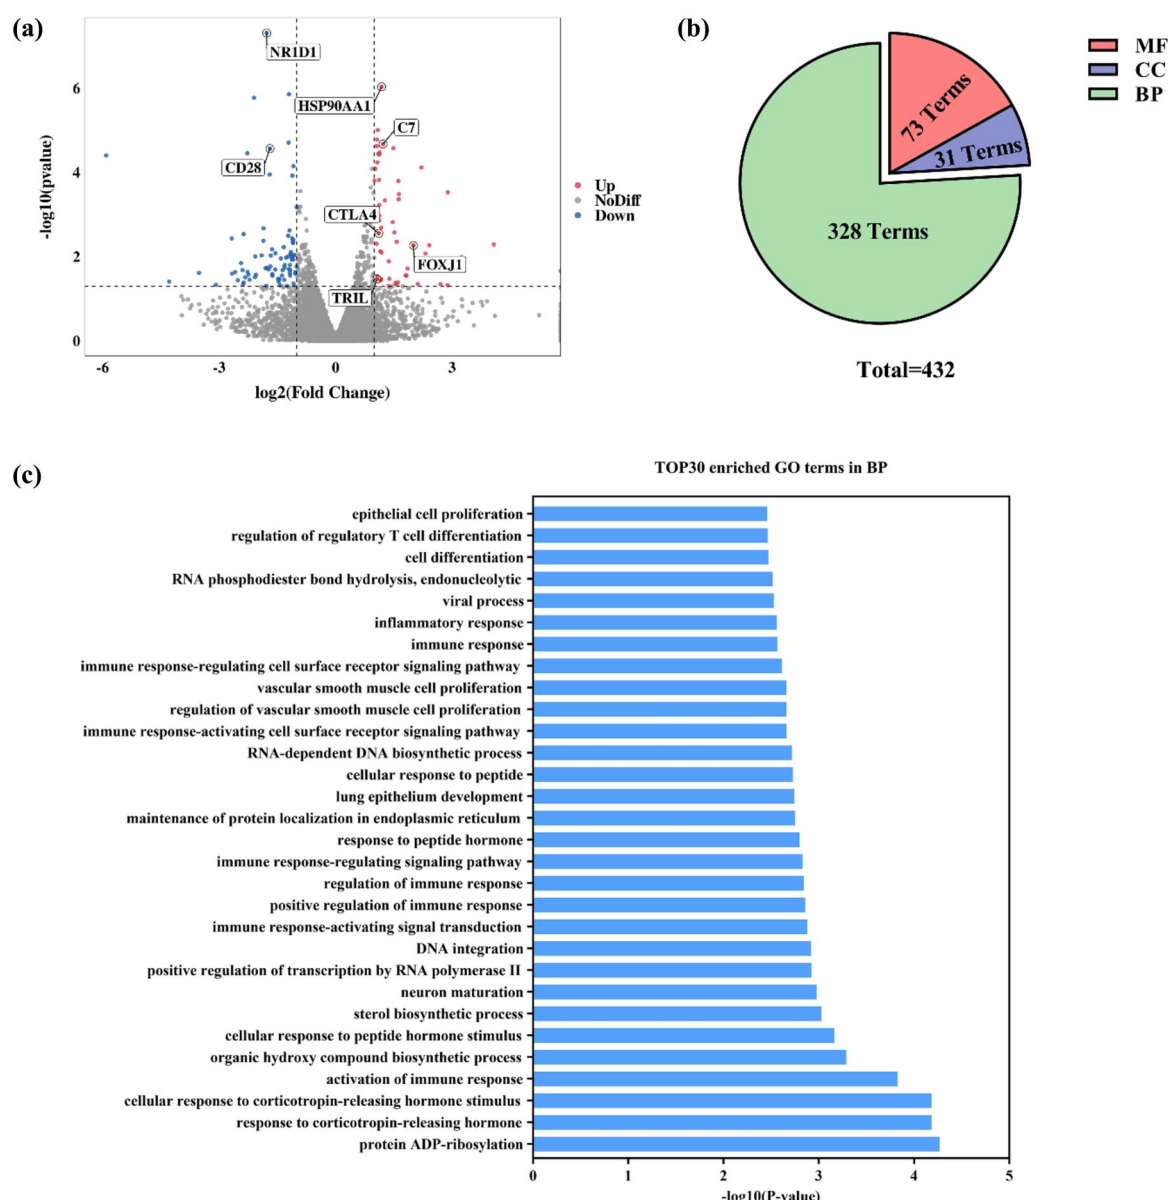 (a)
NR1D1
HSP90AA1
C7
CD28
CTLA4
FOXJ1
TRIL
6
4
2
0
-log10(pvalue)
-6
-3
0
3
log2(Fold Change)
Up
NoDiff
Down
(b)
73 Terms
31 Terms
328 Terms
MF
CC
BP
Total=432
(c)
TOP30 enriched GO terms in BP
epithelial cell proliferation
regulation of regulatory T cell differentiation
cell differentiation
RNA phosphodiester bond hydrolysis, endonucleolytic
viral process
inflammatory response
immune response
immune response-regulating cell surface receptor signaling pathway
vascular smooth muscle cell proliferation
regulation of vascular smooth muscle cell proliferation
immune response-activating cell surface receptor signaling pathway
RNA-dependent DNA biosynthetic process
cellular response to peptide
lung epithelium development
maintenance of protein localization in endoplasmic reticulum
response to peptide hormone
immune response-regulating signaling pathway
regulation of immune response
positive regulation of immune response
immune response-activating signal transduction
DNA integration
positive regulation of transcription by RNA polymerase II
neuron maturation
sterol biosynthetic process
cellular response to peptide hormone stimulus
organic hydroxy compound biosynthetic process
activation of immune response
cellular response to corticotropin-releasing hormone stimulus
response to corticotropin-releasing hormone
protein ADP-ribosylation
0
1
2
3
4
5
-log10(P-value)